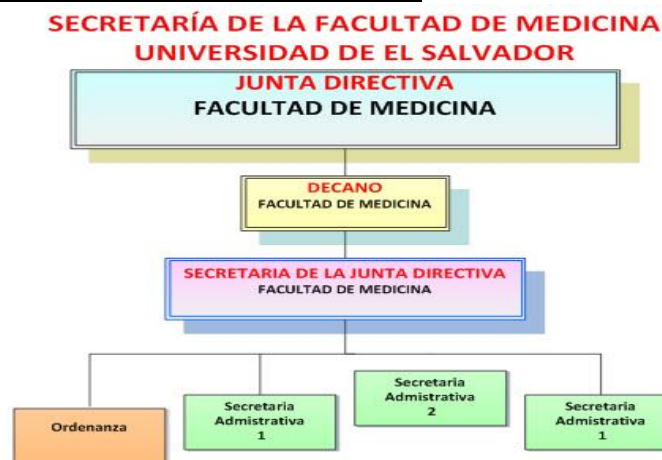 SECRETARÍA DE LA FACULTAD DE MEDICINA
UNIVERSIDAD DE EL SALVADOR
JUNTA DIRECTIVA
FACULTAD DE MEDICINA
DECANO
FACULTAD DE MEDICINA
SECRETARIA DE LA JUNTA DIRECTIVA
FACULTAD DE MEDICINA
Ordenanza
Secretaria
Admistrativa
1
Secretaria
Admistrativa
2
Secretaria
Admistrativa
1